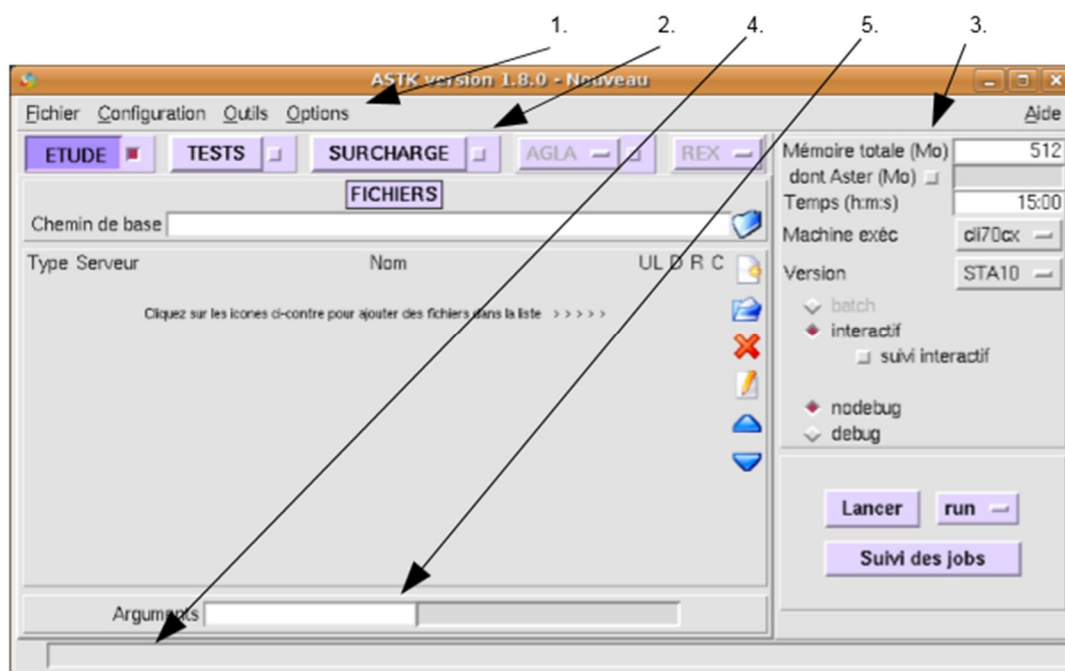 1. 2. 4. 5. 3.
ASTK version 1.8.0 - Nouveau
Fichier Configuration Outils Options Aide
ETUDE TESTS SURCHARGE AGLA REX
FICHIERS
Chemin de base
Type Serveur Nom UL D R C
Cliquez sur les icones ci-contre pour ajouter des fichiers dans la liste > > > > >
Arguments
Mémoire totale (Mo) 512
dont Aster (Mo)
Temps (h:m:s) 15:00
Machine exéc cli70cx
Version STA10
batch
interactif
suivi interactif
nodebug
debug
Lancer run
Suivi des jobs